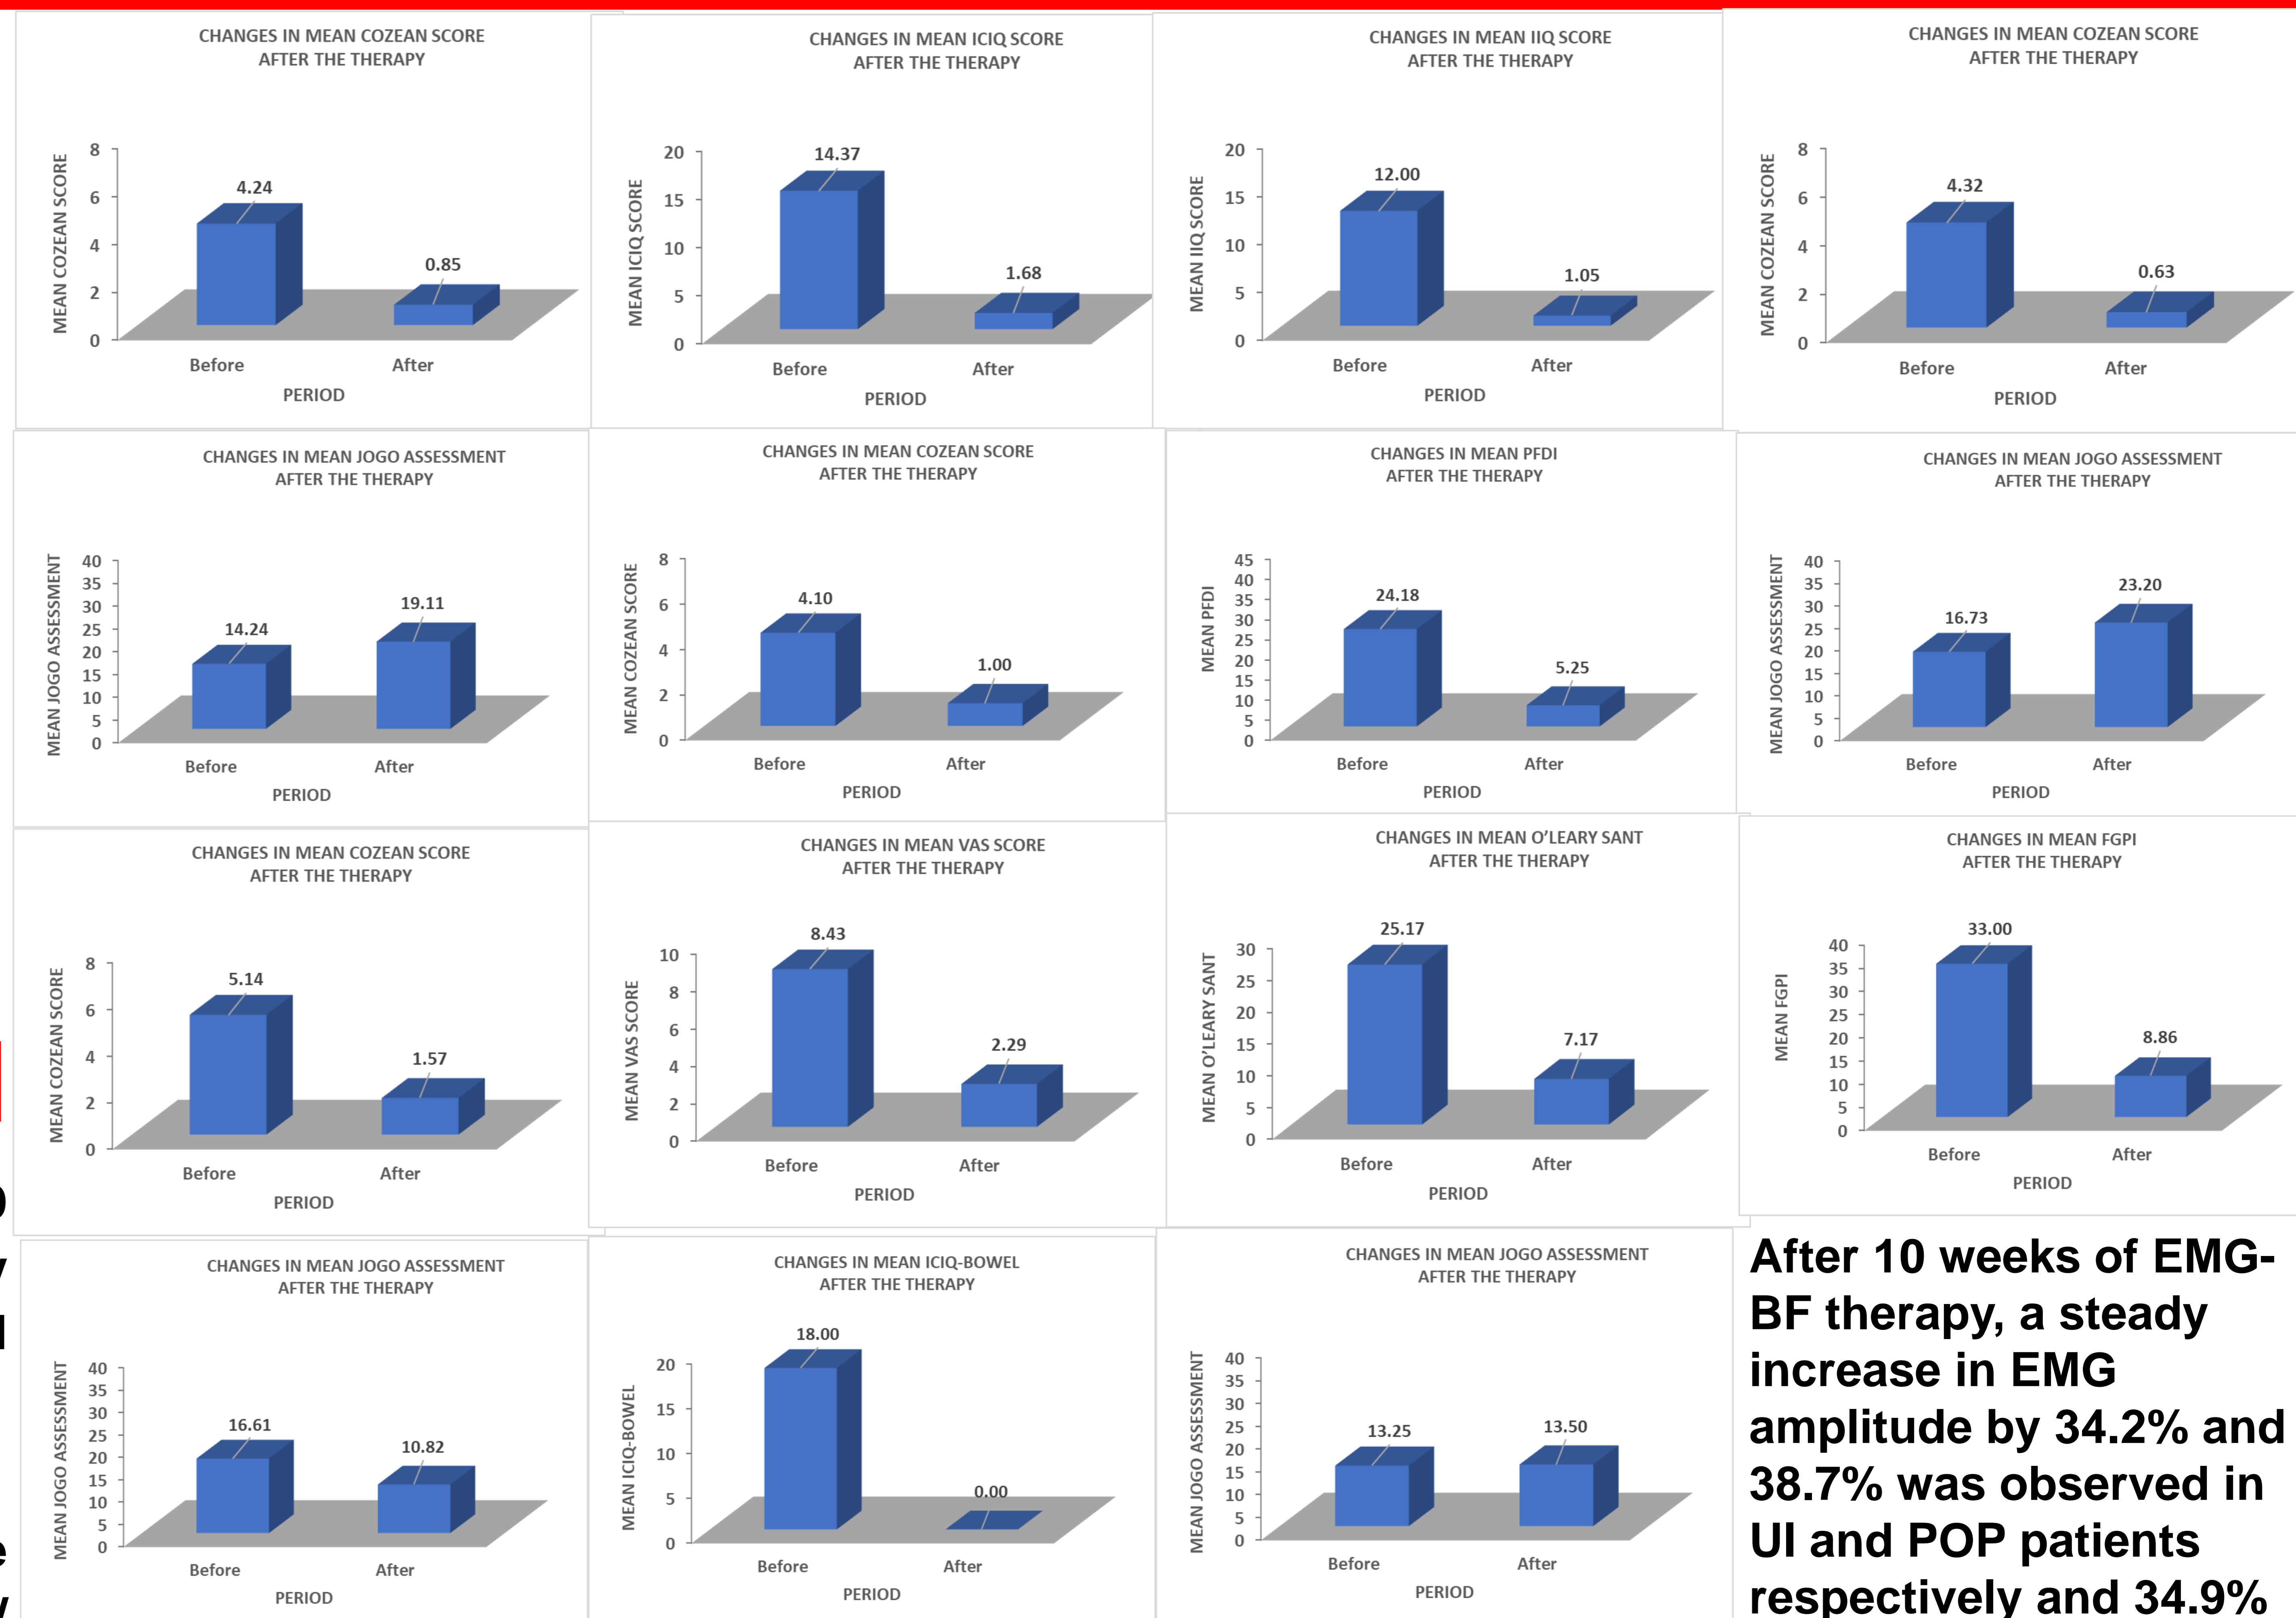 CHANGES IN MEAN COZEAN SCORE
AFTER THE THERAPY
MEAN COZEAN SCORE
8
6
4
2
0
4.24
0.85
Before
After
PERIOD
CHANGES IN MEAN ICIQ SCORE
AFTER THE THERAPY
MEAN ICIQ SCORE
20
15
10
5
0
14.37
1.68
Before
After
PERIOD
CHANGES IN MEAN IIQ SCORE
AFTER THE THERAPY
MEAN IIQ SCORE
20
15
10
5
0
12.00
1.05
Before
After
PERIOD
CHANGES IN MEAN COZEAN SCORE
AFTER THE THERAPY
MEAN COZEAN SCORE
8
6
4
2
0
4.32
0.63
Before
After
PERIOD
CHANGES IN MEAN JOGO ASSESSMENT
AFTER THE THERAPY
MEAN JOGO ASSESSMENT
40
35
30
25
20
15
10
5
0
14.24
19.11
Before
After
PERIOD
CHANGES IN MEAN COZEAN SCORE
AFTER THE THERAPY
MEAN COZEAN SCORE
8
6
4
2
0
4.10
1.00
Before
After
PERIOD
CHANGES IN MEAN PFDI
AFTER THE THERAPY
MEAN PFDI
45
40
35
30
25
20
15
10
5
0
24.18
5.25
Before
After
PERIOD
CHANGES IN MEAN JOGO ASSESSMENT
AFTER THE THERAPY
MEAN JOGO ASSESSMENT
40
35
30
25
20
15
10
5
0
16.73
23.20
Before
After
PERIOD
CHANGES IN MEAN COZEAN SCORE
AFTER THE THERAPY
MEAN COZEAN SCORE
8
6
4
2
0
5.14
1.57
Before
After
PERIOD
CHANGES IN MEAN VAS SCORE
AFTER THE THERAPY
MEAN VAS SCORE
10
8
6
4
2
0
8.43
2.29
Before
After
PERIOD
CHANGES IN MEAN O'LEARY SANT
AFTER THE THERAPY
MEAN O'LEARY SANT
30
25
20
15
10
5
0
25.17
7.17
Before
After
PERIOD
CHANGES IN MEAN FGPI
AFTER THE THERAPY
MEAN FGPI
40
35
30
25
20
15
10
5
0
33.00
8.86
Before
After
PERIOD
CHANGES IN MEAN JOGO ASSESSMENT
AFTER THE THERAPY
MEAN JOGO ASSESSMENT
40
35
30
25
20
15
10
5
0
16.61
10.82
Before
After
PERIOD
CHANGES IN MEAN ICIQ-BOWEL
AFTER THE THERAPY
MEAN ICIQ-BOWEL
20
15
10
5
0
18.00
0.00
Before
After
PERIOD
CHANGES IN MEAN JOGO ASSESSMENT
AFTER THE THERAPY
MEAN JOGO ASSESSMENT
40
35
30
25
20
15
10
5
0
13.25
13.50
Before
After
PERIOD
After 10 weeks of EMG-
BF therapy, a steady
increase in EMG
amplitude by 34.2% and
38.7% was observed in
UI and POP patients
respectively and 34.9%